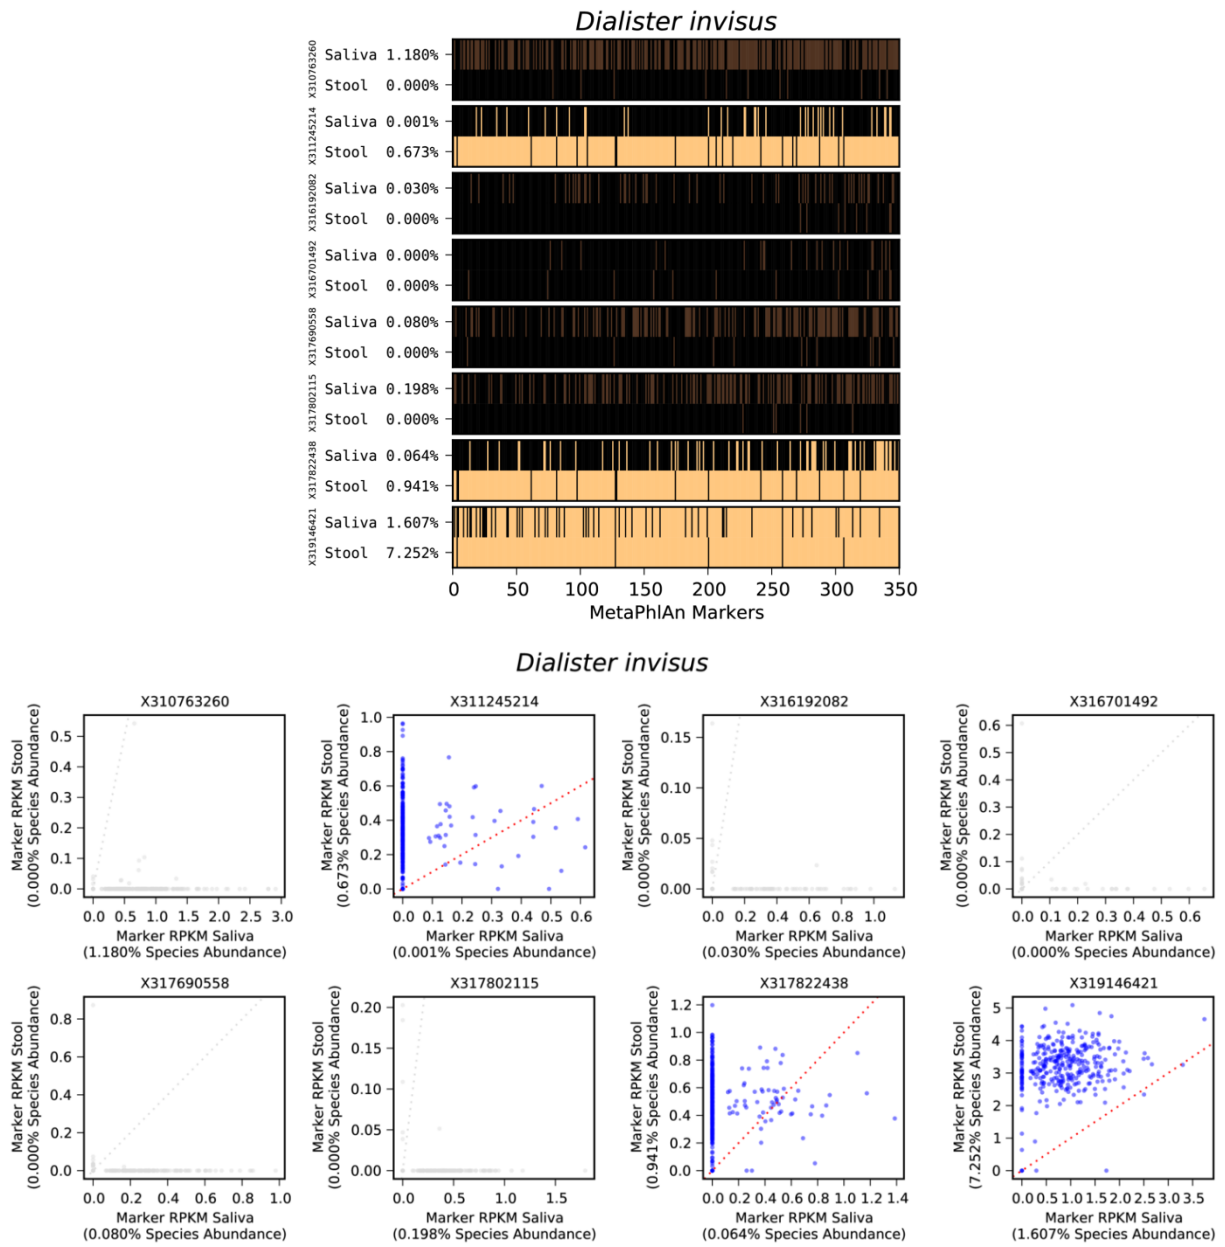 Dialister invisus
X310763260
Saliva 1.180%
Stool 0.000%
X311245214
Saliva 0.001%
Stool 0.673%
X316192082
Saliva 0.030%
Stool 0.000%
X316701492
Saliva 0.000%
Stool 0.000%
X317690558
Saliva 0.080%
Stool 0.000%
X317802115
Saliva 0.198%
Stool 0.000%
X317822438
Saliva 0.064%
Stool 0.941%
X319146421
Saliva 1.607%
Stool 7.252%
0 50 100 150 200 250 300 350
MetaPhlAn Markers
Dialister invisus
X310763260
Marker RPKM Stool
(0.000% Species Abundance)
0.5
0.4
0.3
0.2
0.1
0.0
0.0 0.5 1.0 1.5 2.0 2.5 3.0
Marker RPKM Saliva
(1.180% Species Abundance)
X311245214
Marker RPKM Stool
(0.673% Species Abundance)
1.0
0.8
0.6
0.4
0.2
0.0
0.0 0.1 0.2 0.3 0.4 0.5 0.6
Marker RPKM Saliva
(0.001% Species Abundance)
X316192082
Marker RPKM Stool
(0.000% Species Abundance)
0.15
0.10
0.05
0.00
0.0 0.2 0.4 0.6 0.8 1.0
Marker RPKM Saliva
(0.030% Species Abundance)
X316701492
Marker RPKM Stool
(0.000% Species Abundance)
0.6
0.5
0.4
0.3
0.2
0.1
0.0
0.0 0.1 0.2 0.3 0.4 0.5 0.6
Marker RPKM Saliva
(0.000% Species Abundance)
X317690558
Marker RPKM Stool
(0.000% Species Abundance)
0.8
0.6
0.4
0.2
0.0
0.0 0.2 0.4 0.6 0.8 1.0
Marker RPKM Saliva
(0.080% Species Abundance)
X317802115
Marker RPKM Stool
(0.000% Species Abundance)
0.20
0.15
0.10
0.05
0.00
0.0 0.5 1.0 1.5
Marker RPKM Saliva
(0.198% Species Abundance)
X317822438
Marker RPKM Stool
(0.941% Species Abundance)
1.2
1.0
0.8
0.6
0.4
0.2
0.0
0.0 0.2 0.4 0.6 0.8 1.0 1.2 1.4
Marker RPKM Saliva
(0.064% Species Abundance)
X319146421
Marker RPKM Stool
(7.252% Species Abundance)
5
4
3
2
1
0
0.0 0.5 1.0 1.5 2.0 2.5 3.0 3.5
Marker RPKM Saliva
(1.607% Species Abundance)